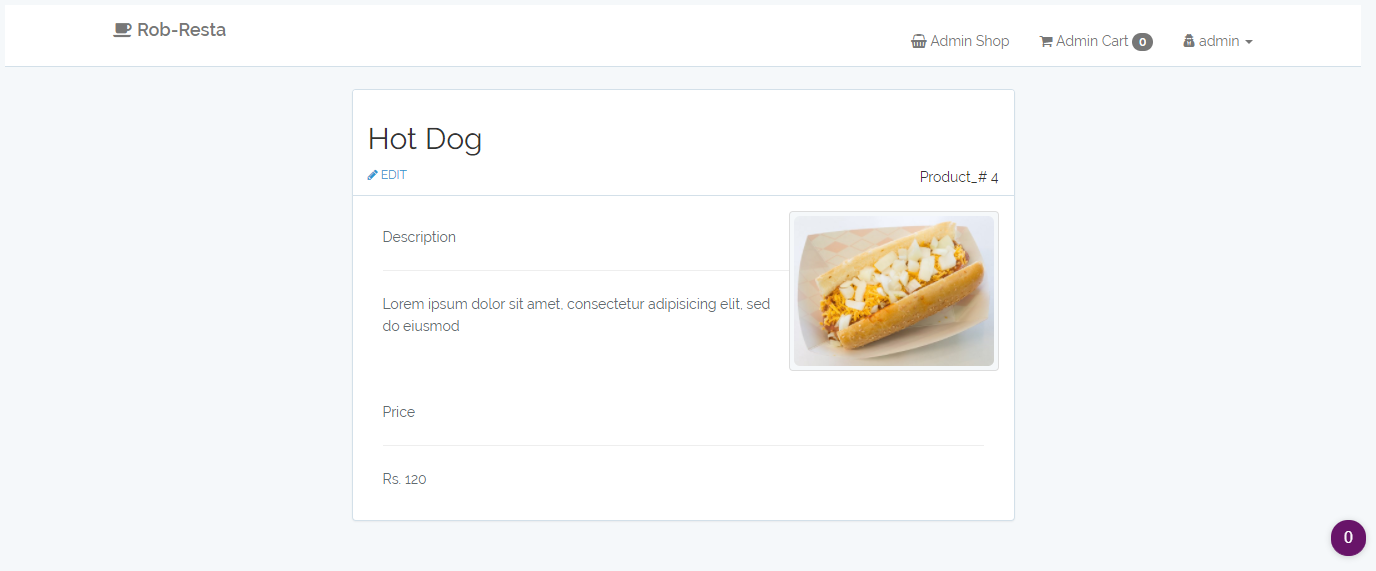 Rob-Resta
Admin Shop
Admin Cart 0
admin
Hot Dog
EDIT
Product_# 4
Description
Lorem ipsum dolor sit amet, consectetur adipisicing elit, sed
do eiusmod
Price
Rs. 120
0